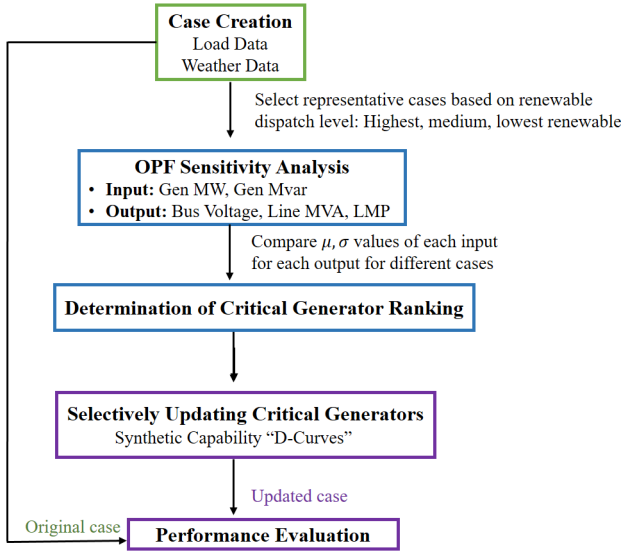 Case Creation
Load Data
Weather Data
Select representative cases based on renewable
dispatch level: Highest, medium, lowest renewable
OPF Sensitivity Analysis
• Input: Gen MW, Gen Mvar
• Output: Bus Voltage, Line MVA, LMP
Compare μ, σ values of each input
for each output for different cases
Determination of Critical Generator Ranking
Selectively Updating Critical Generators
Synthetic Capability “D-Curves”
Updated case
Original case
Performance Evaluation